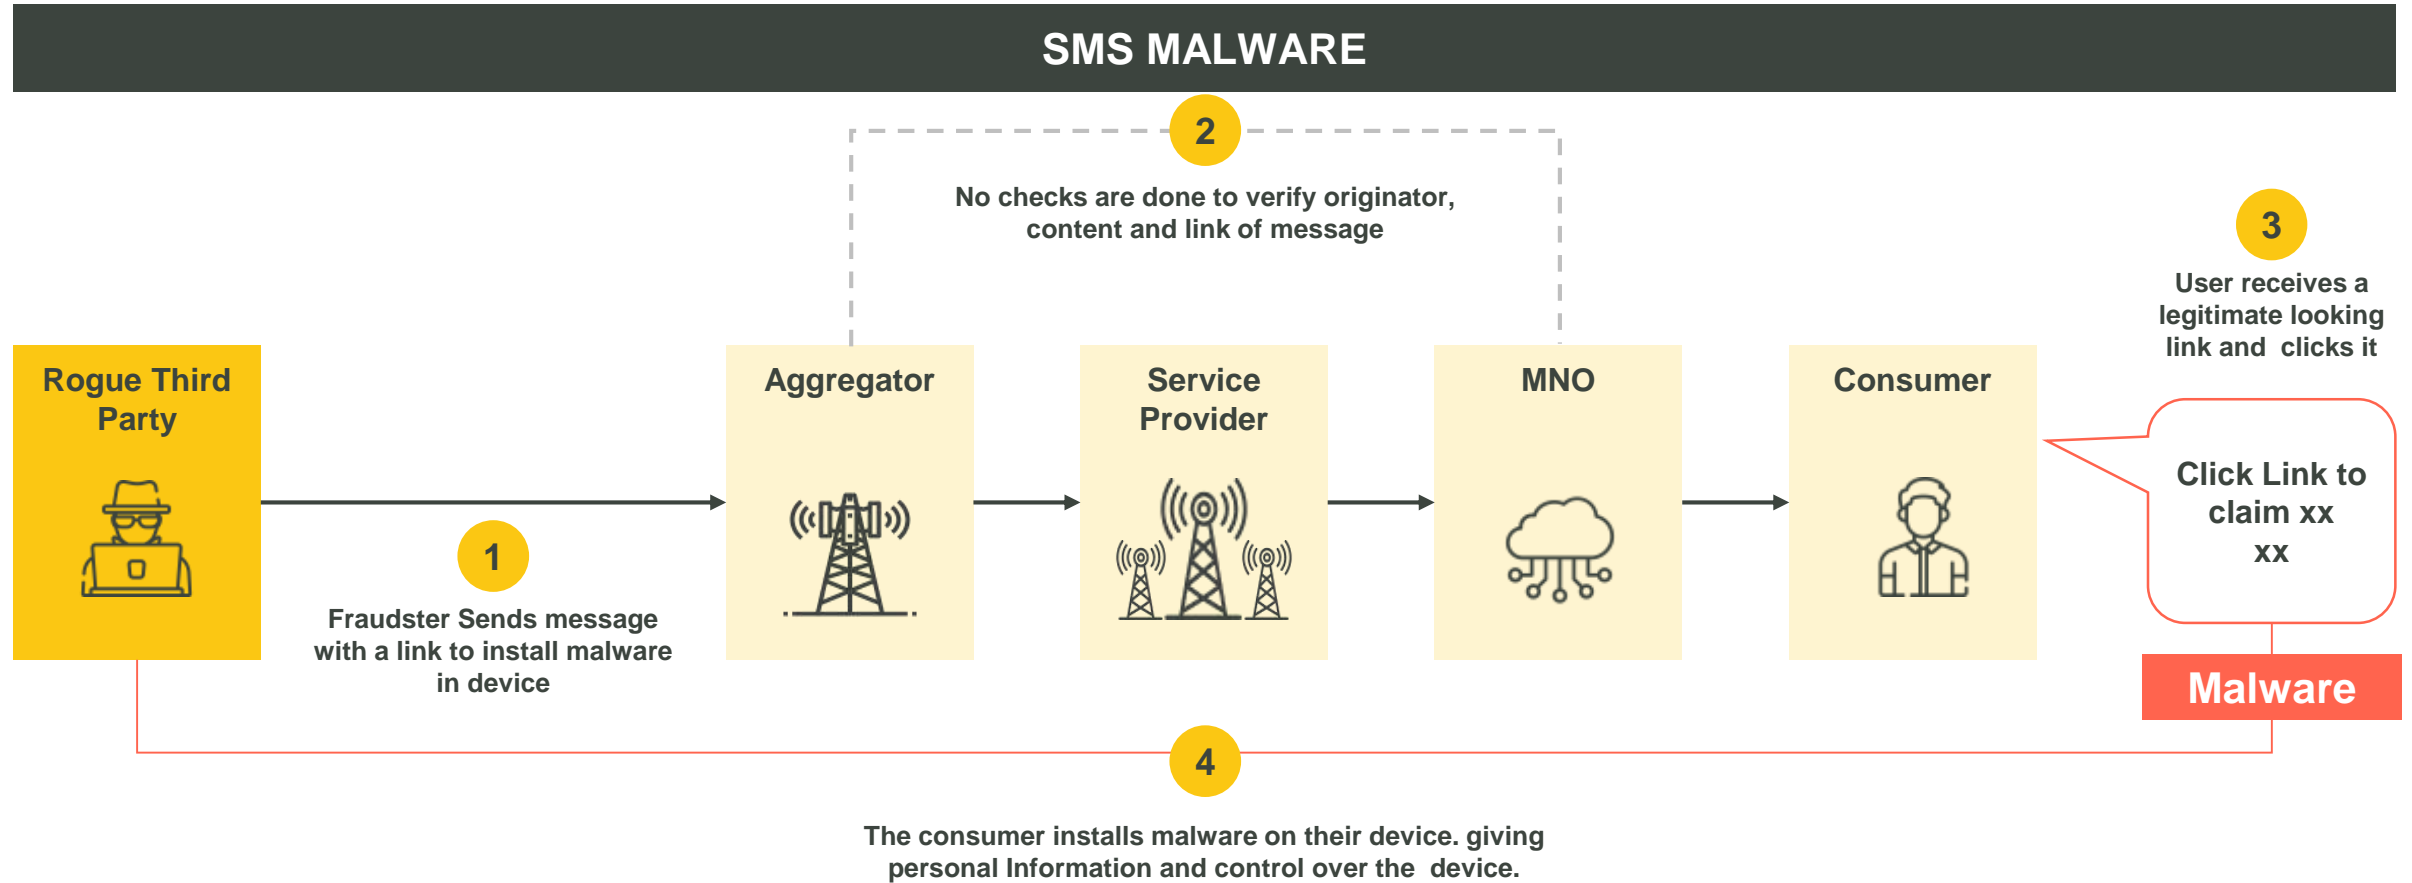 SMS MALWARE
2
No checks are done to verify originator,
content and link of message
3
User receives a
legitimate looking
link and  clicks it
Rogue Third
Party
Aggregator
Service
Provider
MNO
Consumer
Click Link to
claim xx
xx
1
Fraudster Sends message
with a link to install malware
in device
Malware
4
The consumer installs malware on their device. giving
personal Information and control over the  device.